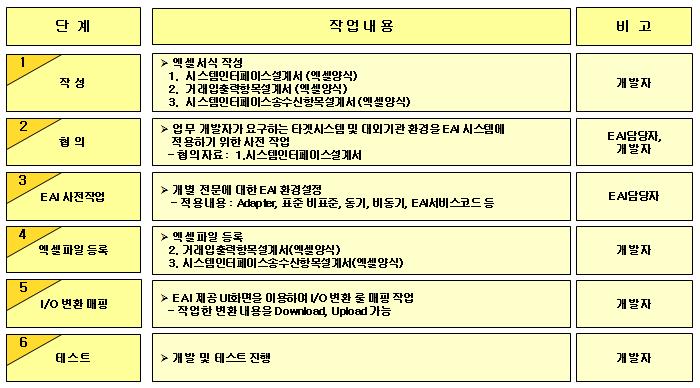 단 계
작 업 내 용
비 고
1
작 성
➢ 엑셀 서식 작성
1. 시스템인터페이스설계서 (엑셀양식)
2. 거래입출력항목설계서 (엑셀양식)
3. 시스템인터페이스송수신항목설계서 (엑셀양식)
개발자
2
협 의
➢ 업무 개발자가 요구하는 타겟시스템 및 대외기관 환경을 EAI 시스템에
적용하기 위한 사전 작업
- 협의자료 : 1.시스템인터페이스설계서
EAI담당자,
개발자
3
EAI 사전작업
➢ 개별 전문에 대한 EAI 환경설정
- 적용내용 : Adapter, 표준 비표준, 동기, 비동기, EAI서비스코드 등
EAI담당자
4
엑셀 파일 등록
➢ 엑셀 파일 등록
2. 거래입출력항목설계서(엑셀양식)
3. 시스템인터페이스송수신항목설계서(엑셀양식)
개발자
5
I/O 변환 매핑
➢ EAI 제공 UI화면을 이용하여 I/O 변환 룰 매핑 작업
- 작업한 변환 내용을 Download, Upload 가능
개발자
6
테스트
➢ 개발 및 테스트 진행
개발자